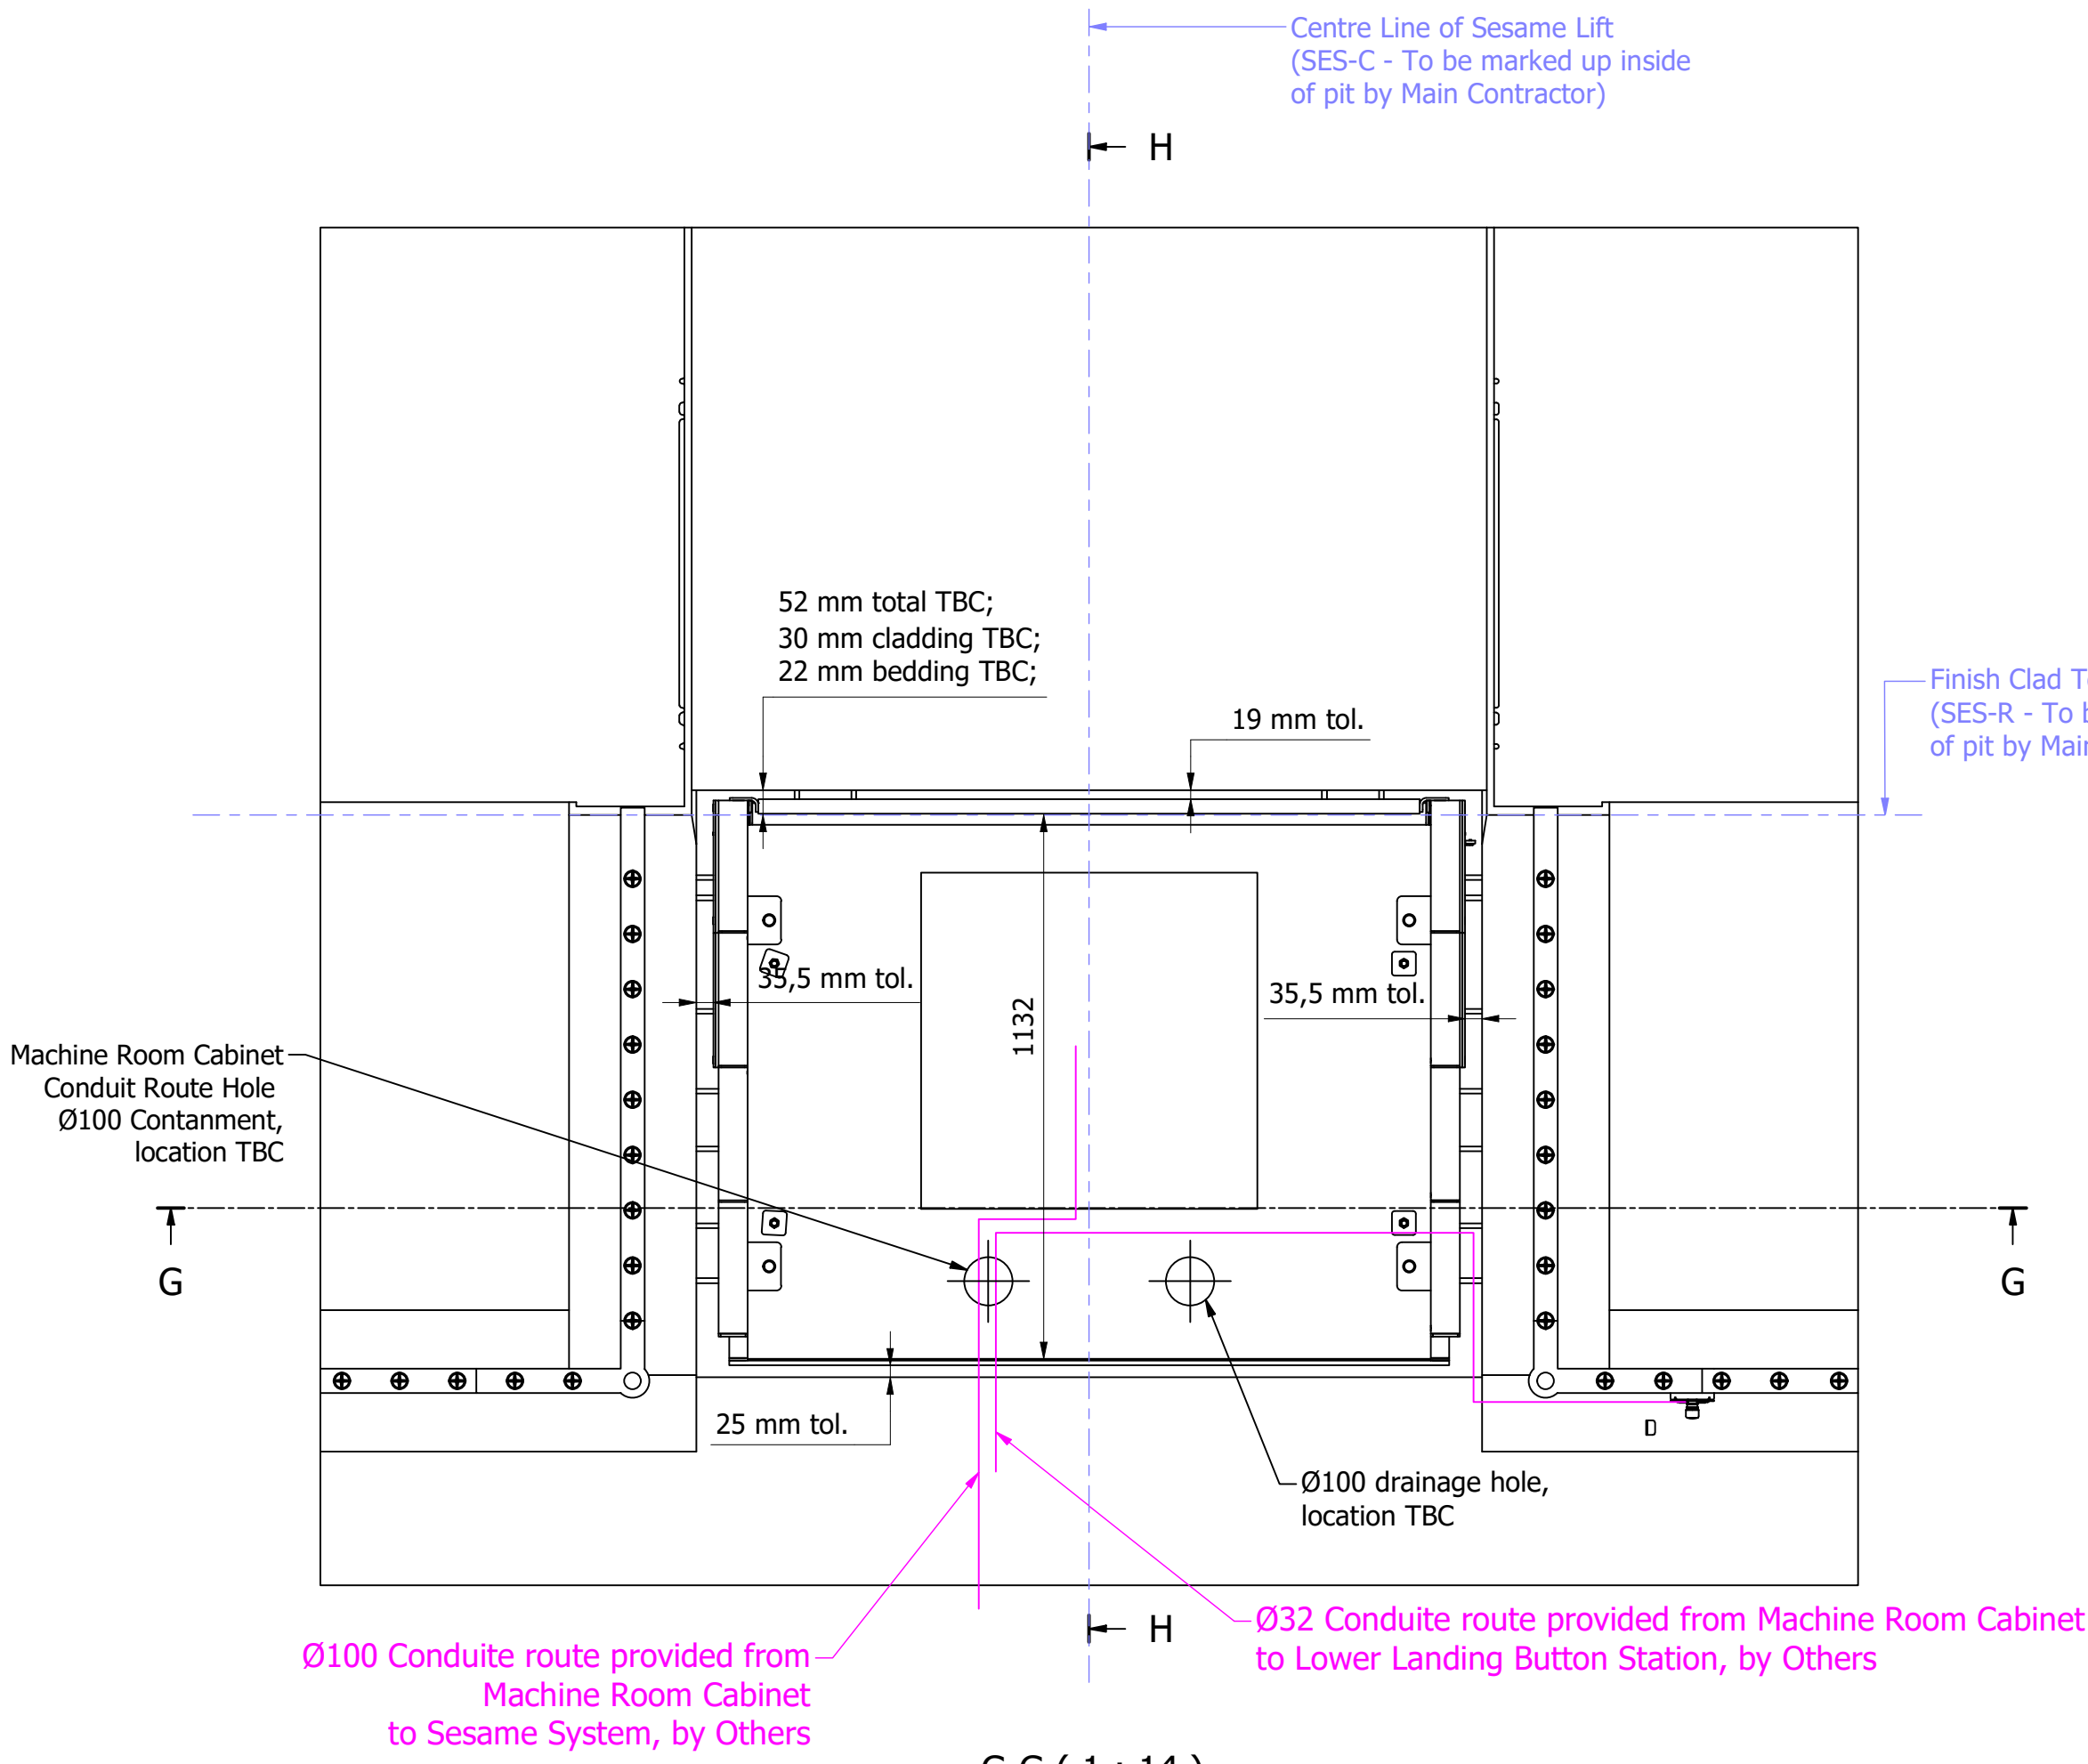 Centre Line of Sesame Lift
(SES-C - To be marked up inside
of pit by Main Contractor)
H
52 mm total TBC;
30 mm cladding TBC;
22 mm bedding TBC;
19 mm tol.
Finish Clad
(SES-R - To
of pit by
35,5 mm tol.
35,5 mm tol.
1132
Machine Room Cabinet
Conduit Route Hole
Ø100 Contanment,
location TBC
G
G
25 mm tol.
Ø100 drainage hole,
location TBC
H
Ø32 Conduite route provided from Machine Room Cabinet
to Lower Landing Button Station, by Others
Ø100 Conduite route provided from
Machine Room Cabinet
to Sesame System, by Others